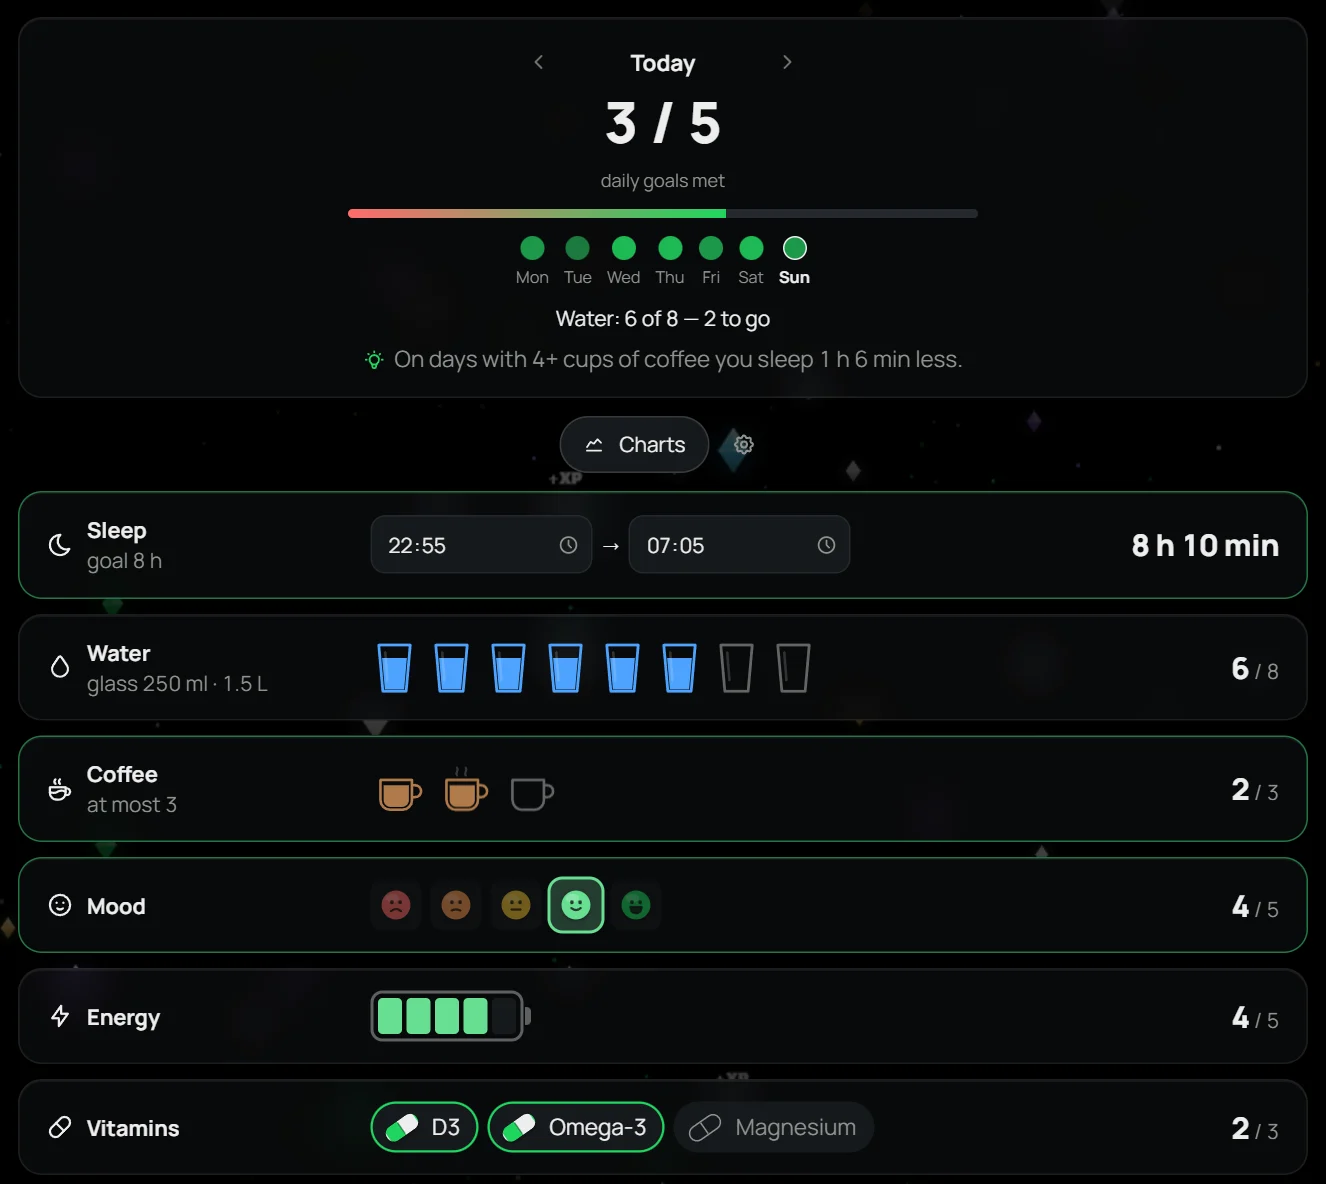 Today
3 / 5
daily goals met
Mon Tue Wed Thu Fri Sat Sun
Water: 6 of 8 — 2 to go
On days with 4+ cups of coffee you sleep 1 h 6 min less.
Charts
+XP
Sleep
goal 8 h
22:55 → 07:05
8 h 10 min
Water
glass 250 ml · 1.5 L
6 / 8
Coffee
at most 3
2 / 3
Mood
4 / 5
Energy
4 / 5
+XP
Vitamins
D3 Omega-3 Magnesium
2 / 3